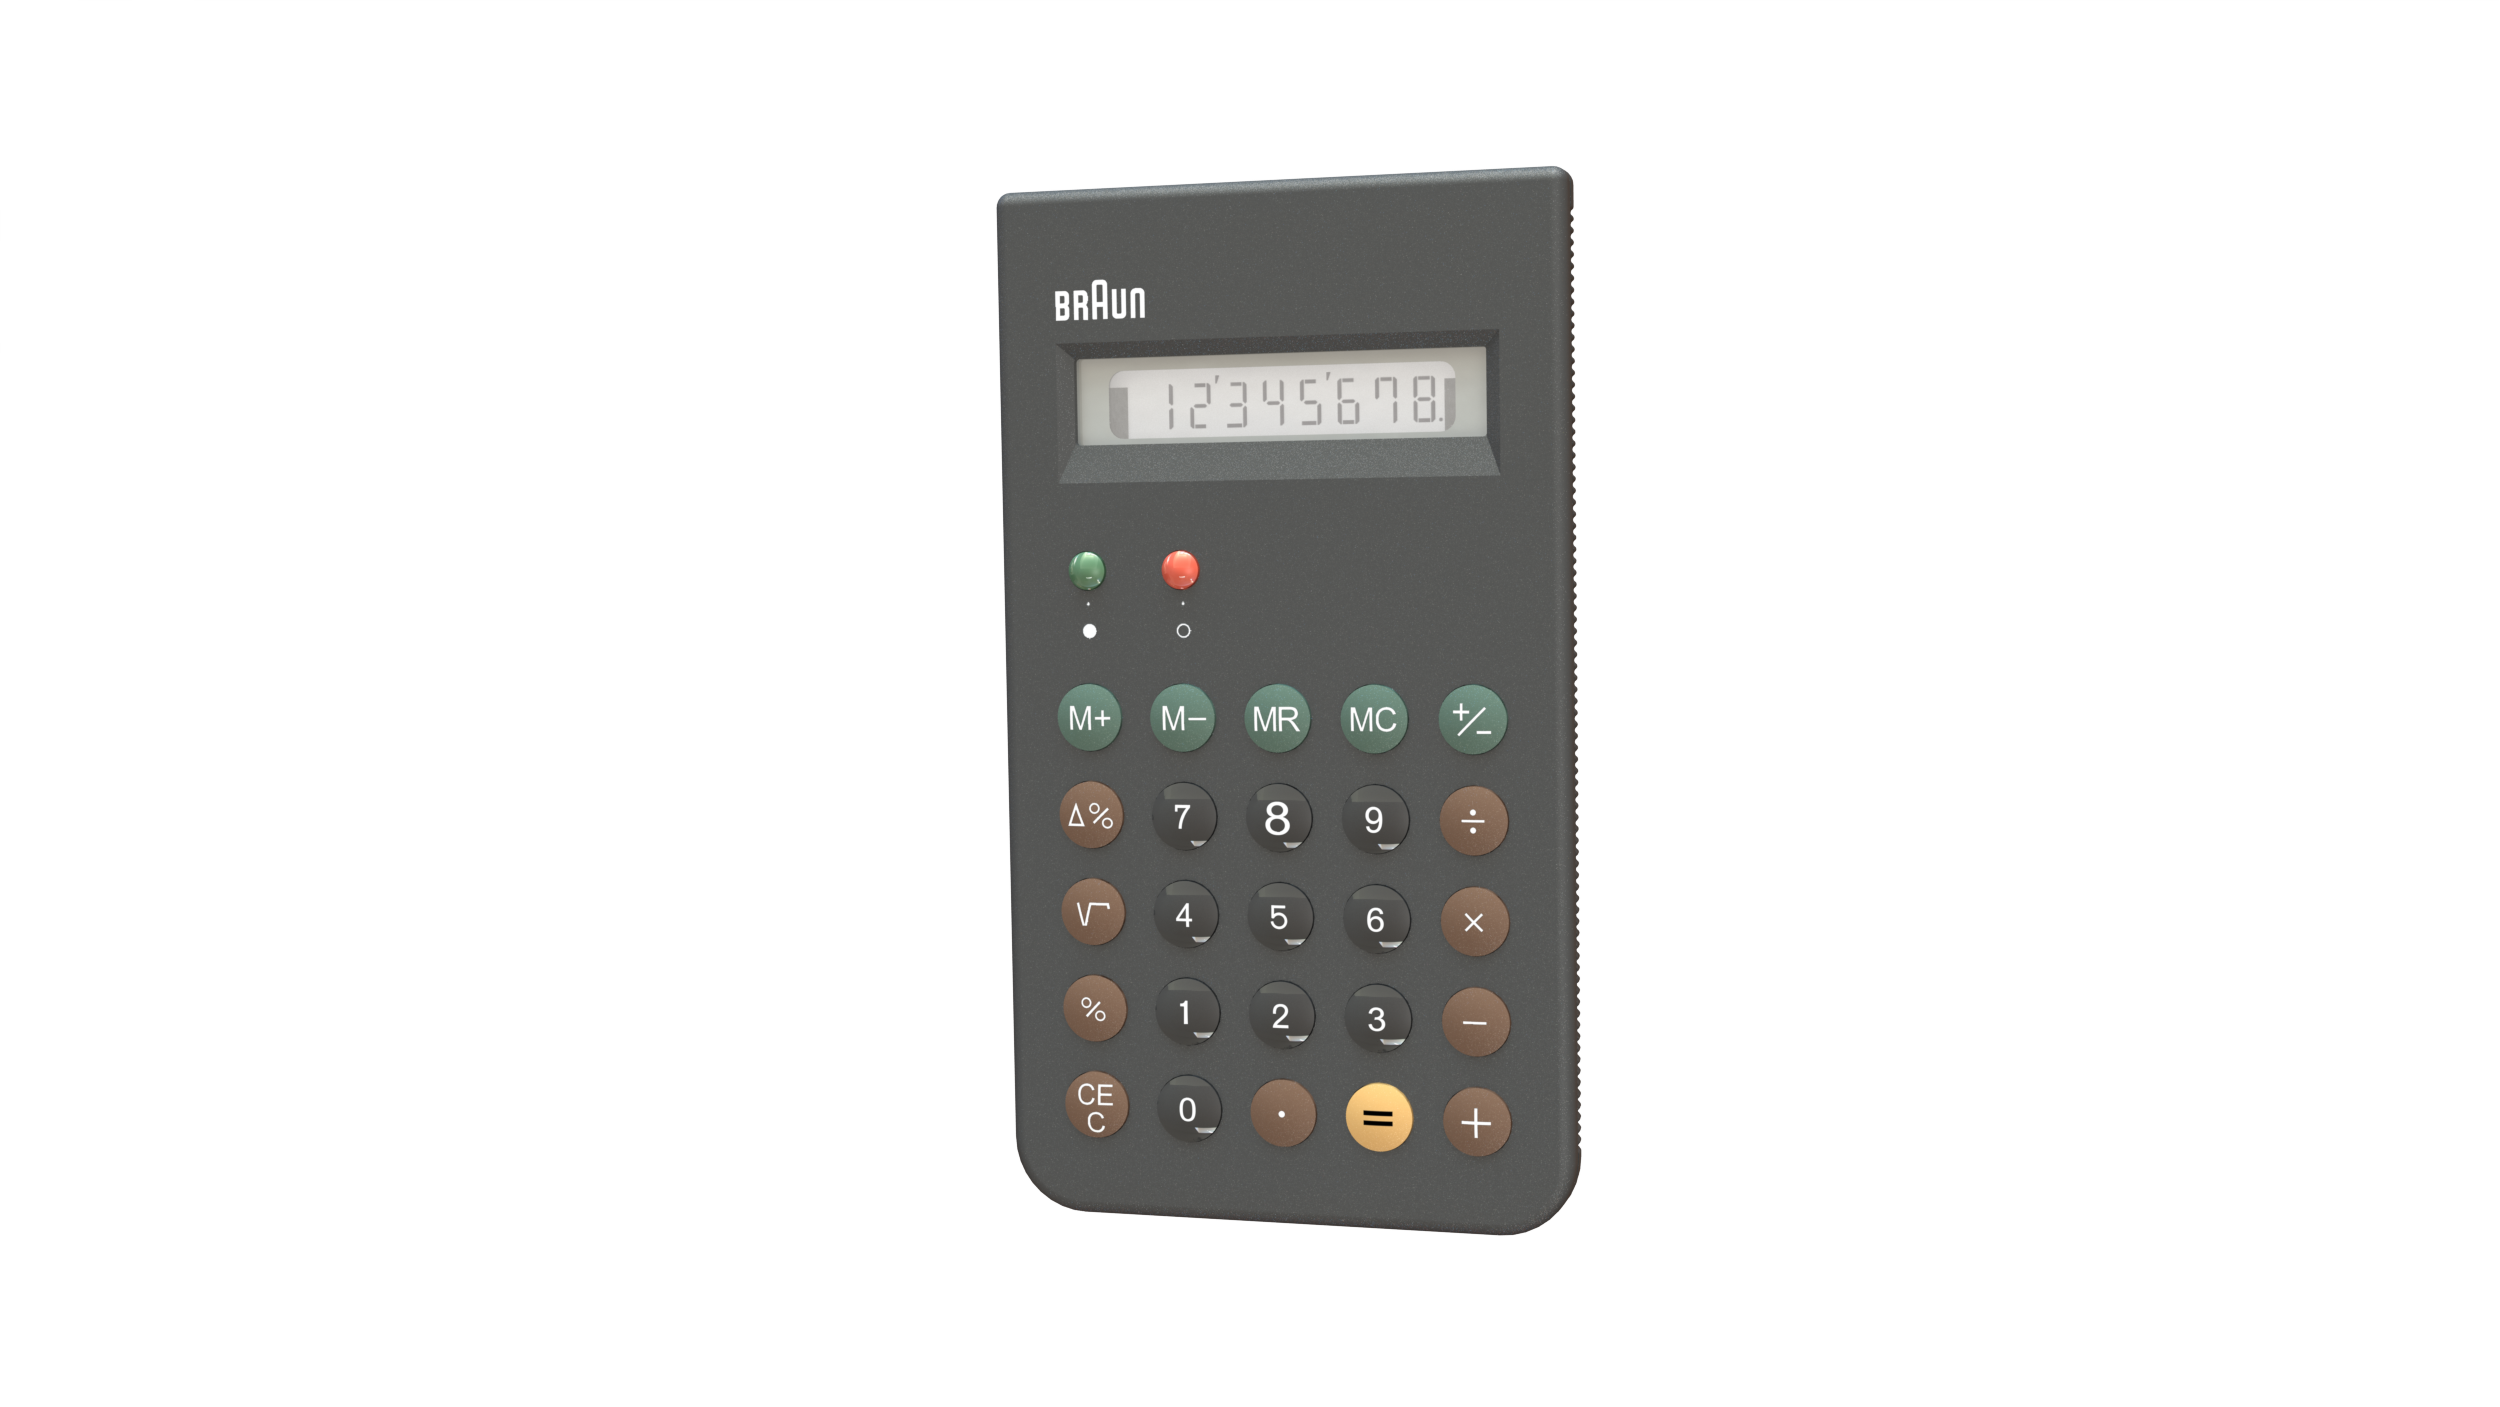 BRAUN
12'345'678.
M+ M− MR MC +/−
Δ% 7 8 9 ÷
√ 4 5 6 ×
% 1 2 3 −
CE
C 0 · = +